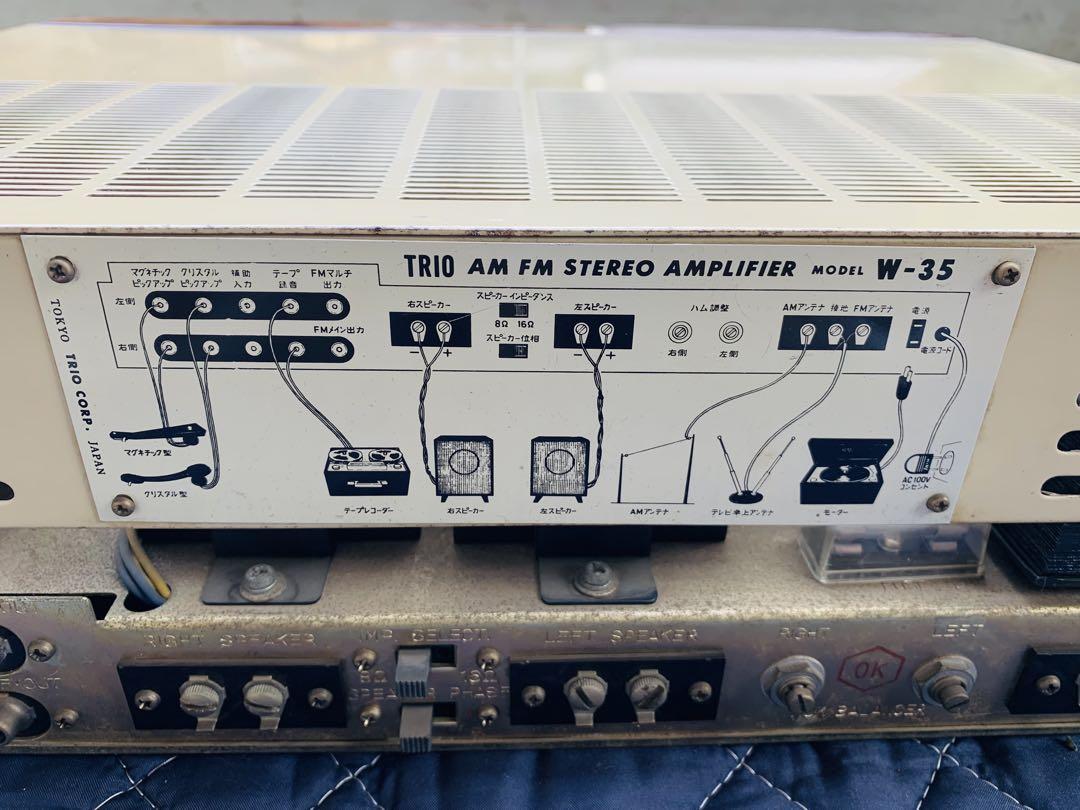 TRIO AM FM STEREO AMPLIFIER MODEL W-35
マグネチック ピックアップ
クリスタル ピックアップ
補助 入力
テープ 録音
FMマルチ 出力
左側
右側
FMメイン出力
右スピーカー
- +
スピーカーインピーダンス
8Ω 16Ω
スピーカー位相
左スピーカー
- +
ハム調整
右側 左側
AMアンテナ 接地 FMアンテナ
電源
電源コード
TOKYO TRIO CORP. JAPAN
マグネチック型
クリスタル型
テープレコーダー
右スピーカー
左スピーカー
AMアンテナ
テレビ卓上アンテナ
モーター
AC100V
コンセント
RIGHT SPEAKER
IMP SELECT.
8Ω 16Ω
SPEAKER PHASE
LEFT SPEAKER
RIGHT
LEFT
OK
BALANCER